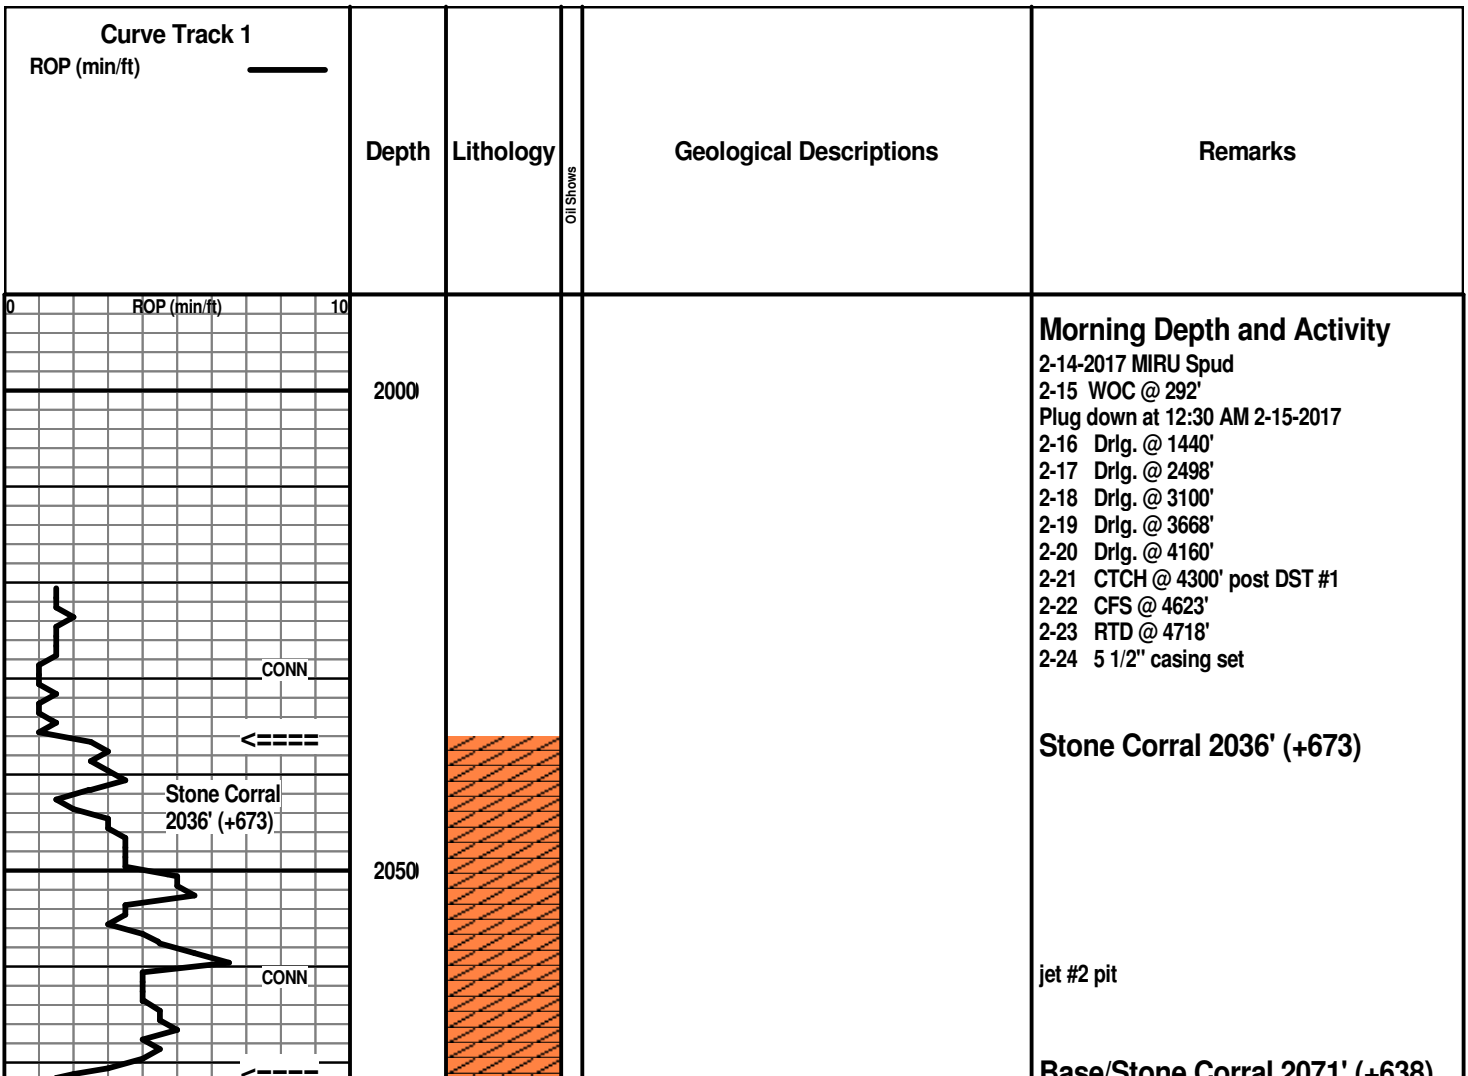 Curve Track 1
ROP (min/ft)
Depth
Lithology
Oil Shows
Geological Descriptions
Remarks
0 ROP (min/ft) 10
Morning Depth and Activity
2-14-2017 MIRU Spud
2000
2-15 WOC @ 292'
Plug down at 12:30 AM 2-15-2017
2-16 Drlg. @ 1440'
2-17 Drlg. @ 2498'
2-18 Drlg. @ 3100'
2-19 Drlg. @ 3668'
2-20 Drlg. @ 4160'
2-21 CTCH @ 4300' post DST #1
2-22 CFS @ 4623'
2-23 RTD @ 4718'
2-24 5 1/2" casing set
CONN
<====
Stone Corral 2036' (+673)
Stone Corral
2036' (+673)
2050
CONN
jet #2 pit
<====
Base/Stone Corral 2071' (+638)